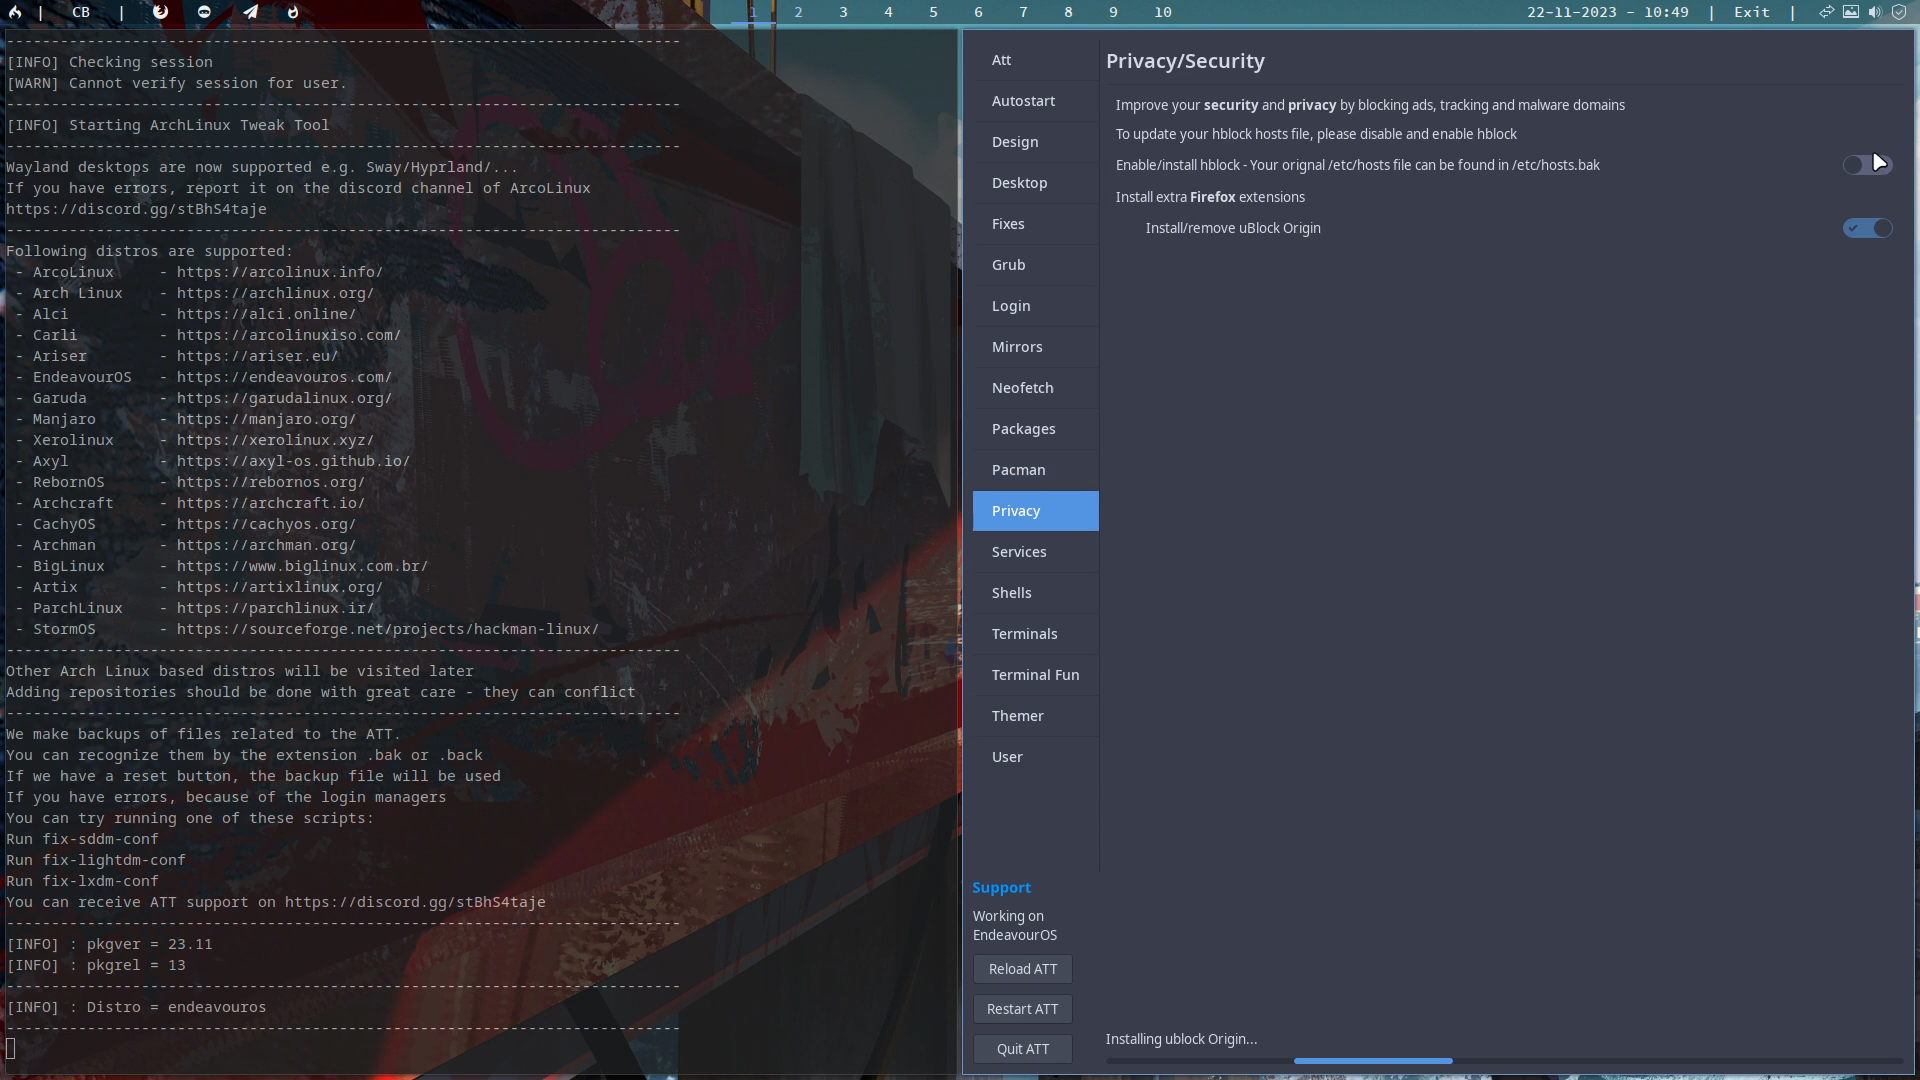 | CB | 1 2 3 4 5 6 7 8 9 10 22-11-2023 - 10:49 | Exit |
--------------------------------------------------------------------------
[INFO] Checking session
[WARN] Cannot verify session for user.
--------------------------------------------------------------------------
[INFO] Starting ArchLinux Tweak Tool
--------------------------------------------------------------------------
Wayland desktops are now supported e.g. Sway/Hyprland/...
If you have errors, report it on the discord channel of ArcoLinux
https://discord.gg/stBhS4taje
--------------------------------------------------------------------------
Following distros are supported:
- ArcoLinux - https://arcolinux.info/
- Arch Linux - https://archlinux.org/
- Alci - https://alci.online/
- Carli - https://arcolinuxiso.com/
- Ariser - https://ariser.eu/
- EndeavourOS - https://endeavouros.com/
- Garuda - https://garudalinux.org/
- Manjaro - https://manjaro.org/
- Xerolinux - https://xerolinux.xyz/
- Axyl - https://axyl-os.github.io/
- RebornOS - https://rebornos.org/
- Archcraft - https://archcraft.io/
- CachyOS - https://cachyos.org/
- Archman - https://archman.org/
- BigLinux - https://www.biglinux.com.br/
- Artix - https://artixlinux.org/
- ParchLinux - https://parchlinux.ir/
- StormOS - https://sourceforge.net/projects/hackman-linux/
--------------------------------------------------------------------------
Other Arch Linux based distros will be visited later
Adding repositories should be done with great care - they can conflict
--------------------------------------------------------------------------
We make backups of files related to the ATT.
You can recognize them by the extension .bak or .back
If we have a reset button, the backup file will be used
If you have errors, because of the login managers
You can try running one of these scripts:
Run fix-sddm-conf
Run fix-lightdm-conf
Run fix-lxdm-conf
You can receive ATT support on https://discord.gg/stBhS4taje
--------------------------------------------------------------------------
[INFO] : pkgver = 23.11
[INFO] : pkgrel = 13
--------------------------------------------------------------------------
[INFO] : Distro = endeavouros
--------------------------------------------------------------------------
Att
Autostart
Design
Desktop
Fixes
Grub
Login
Mirrors
Neofetch
Packages
Pacman
Privacy
Services
Shells
Terminals
Terminal Fun
Themer
User
Support
Working on
EndeavourOS
Reload ATT
Restart ATT
Quit ATT
Privacy/Security
Improve your security and privacy by blocking ads, tracking and malware domains
To update your hblock hosts file, please disable and enable hblock
Enable/install hblock - Your orignal /etc/hosts file can be found in /etc/hosts.bak
Install extra Firefox extensions
Install/remove uBlock Origin
Installing ublock Origin...